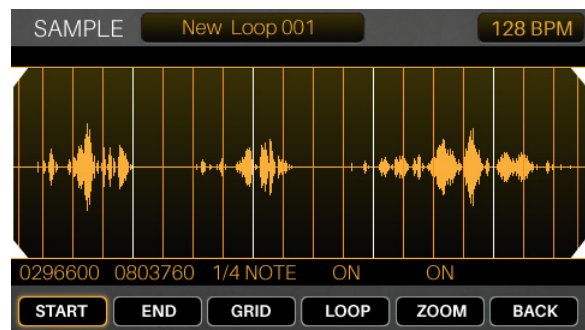 SAMPLE New Loop 001 128 BPM
0296600 0803760 1/4 NOTE ON ON
START END GRID LOOP ZOOM BACK